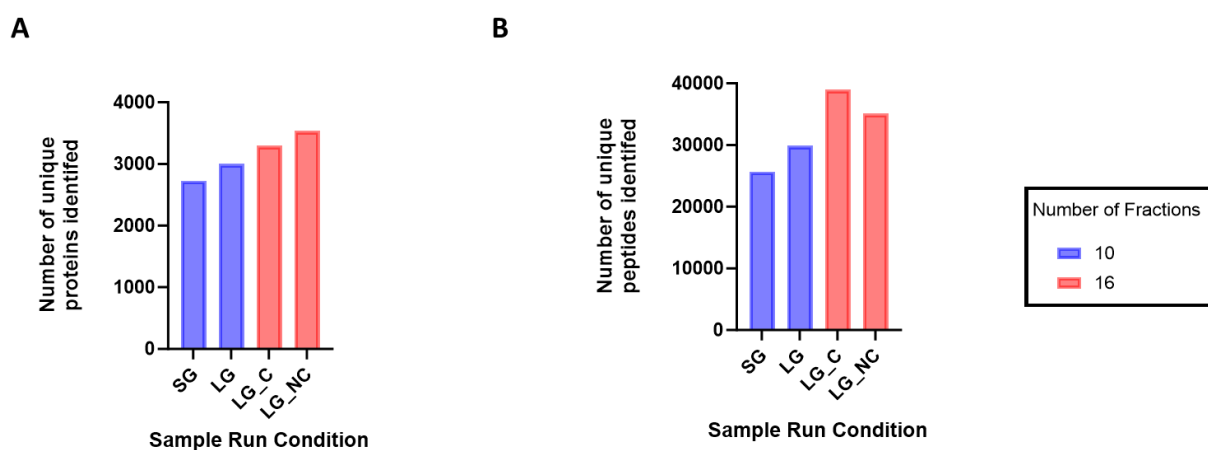 A
Number of unique
proteins identifed
4000
3000
2000
1000
0
SG
LG
LG_C
LG_NC
Sample Run Condition
B
Number of unique
peptides identifed
40000
30000
20000
10000
0
SG
LG
LG_C
LG_NC
Sample Run Condition
Number of Fractions
10
16